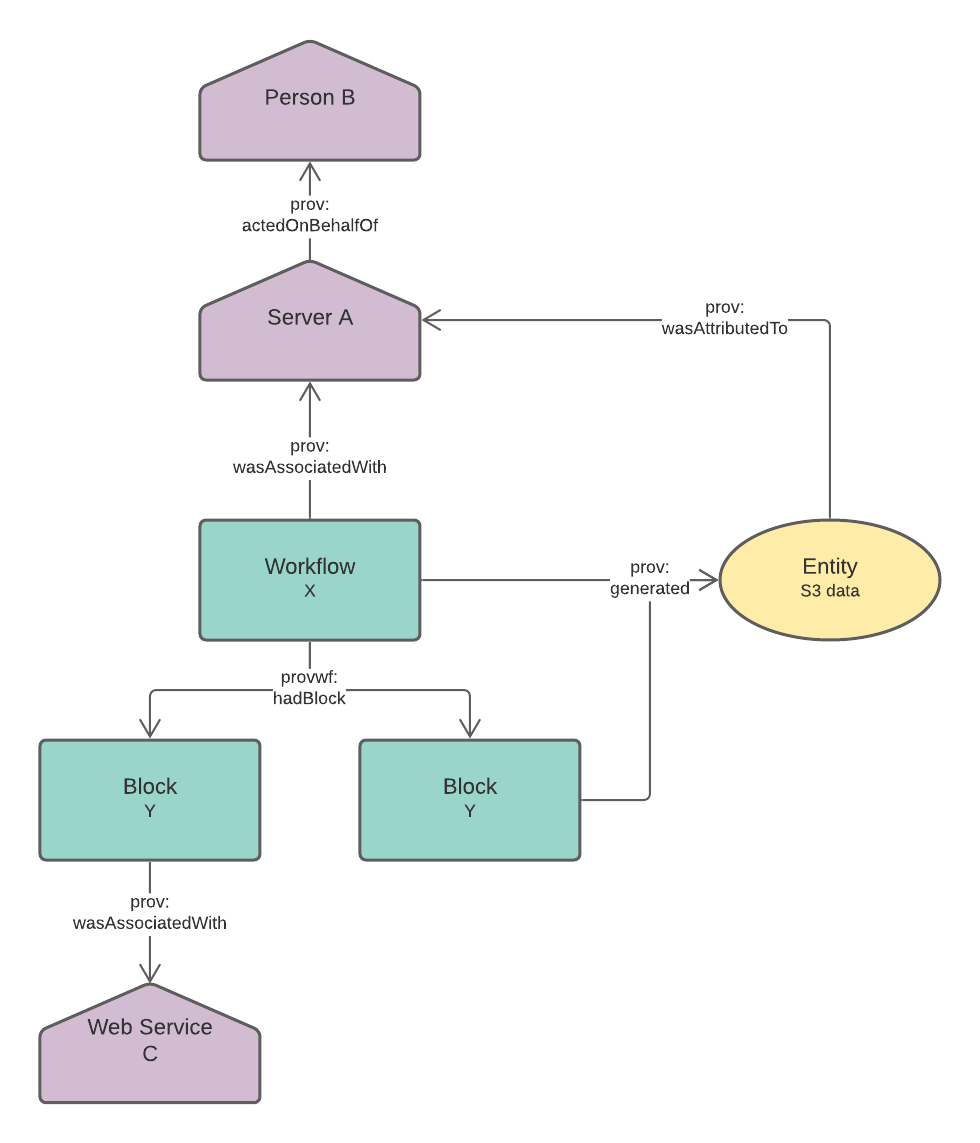 Person B
prov:
actedOnBehalfOf
Server A
prov:
wasAttributedTo
prov:
wasAssociatedWith
Workflow
X
prov:
generated
Entity
S3 data
provwf:
hadBlock
Block
Y
Block
Y
prov:
wasAssociatedWith
Web Service
C